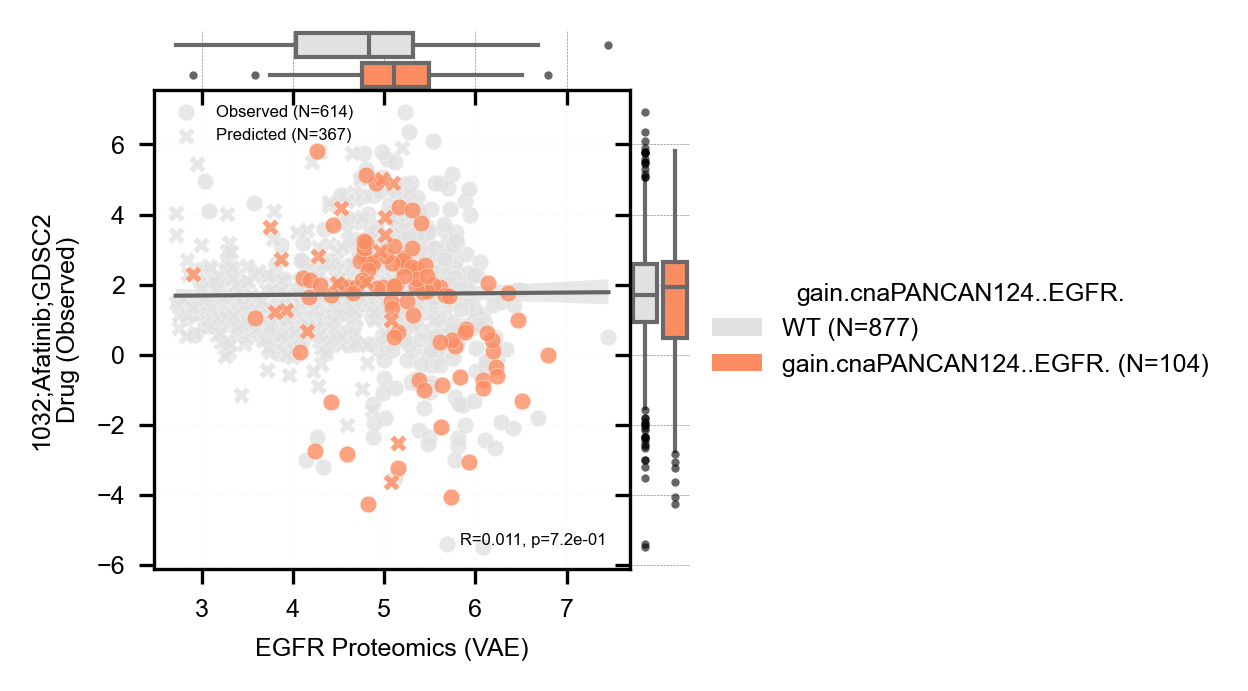 Observed (N=614)
Predicted (N=367)
6
4
2
0
−2
−4
−6
1032;Afatinib;GDSC2
Drug (Observed)
R=0.011, p=7.2e-01
3 4 5 6 7
EGFR Proteomics (VAE)
gain.cnaPANCAN124..EGFR.
WT (N=877)
gain.cnaPANCAN124..EGFR. (N=104)